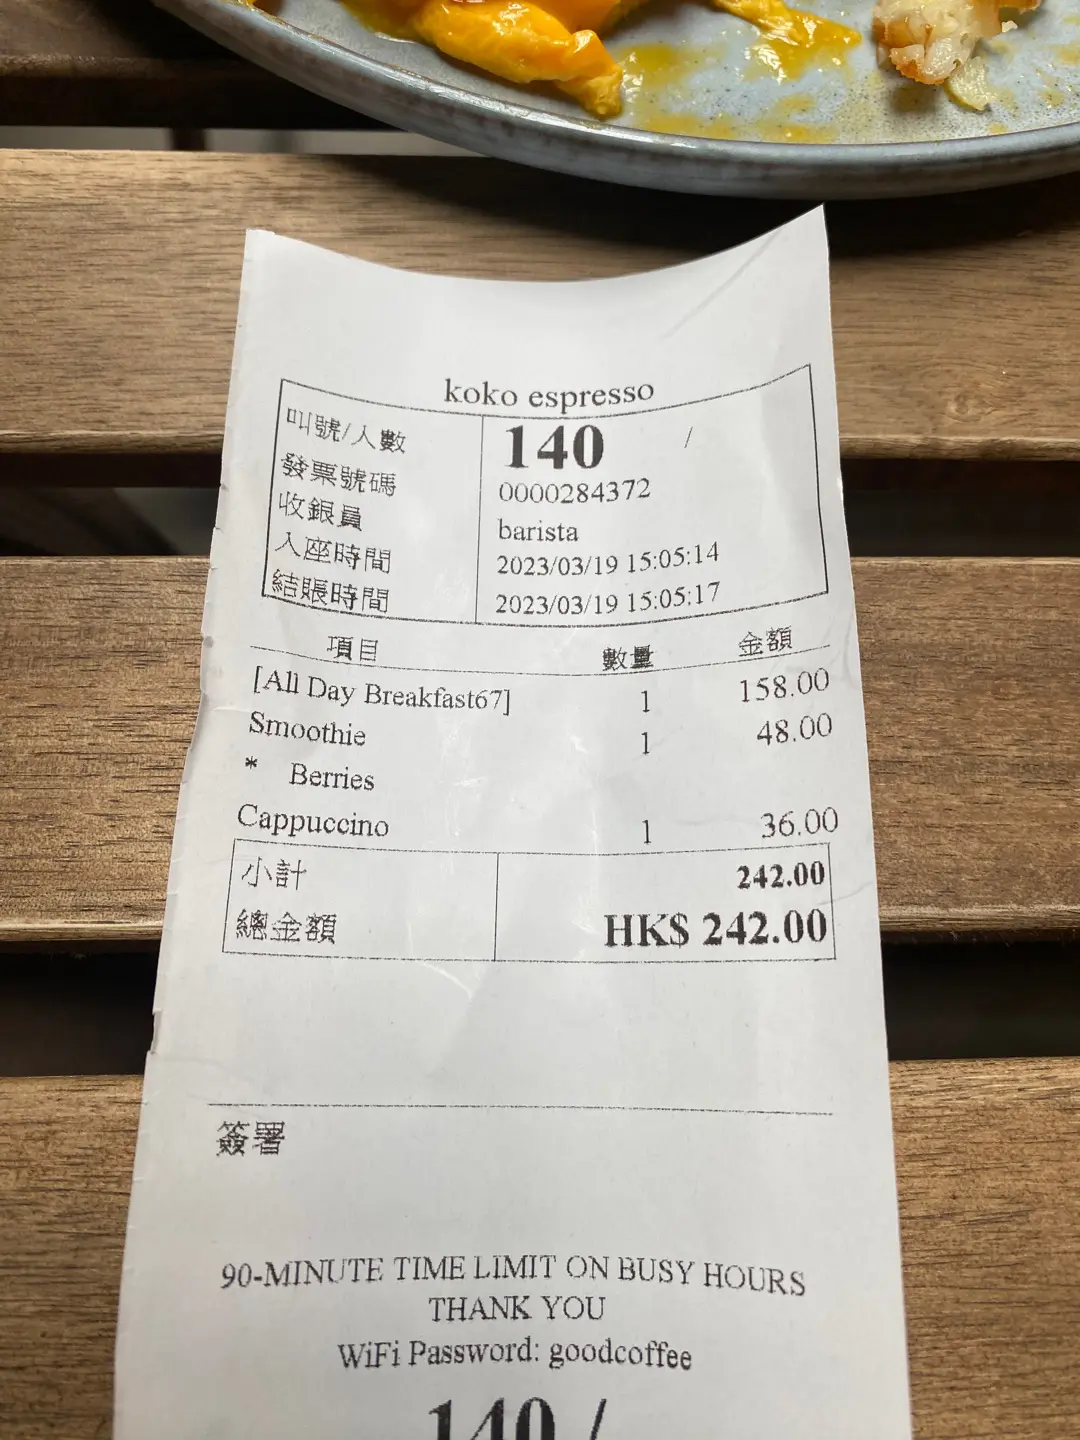 koko espresso
叫號/人數 140 /
發票號碼 0000284372
收銀員 barista
入座時間 2023/03/19 15:05:14
結賬時間 2023/03/19 15:05:17
項目 數量 金額
[All Day Breakfast67] 1 158.00
Smoothie 1 48.00
* Berries
Cappuccino 1 36.00
小計 242.00
總金額 HK$ 242.00
簽署
90-MINUTE TIME LIMIT ON BUSY HOURS
THANK YOU
WiFi Password: goodcoffee
140 /